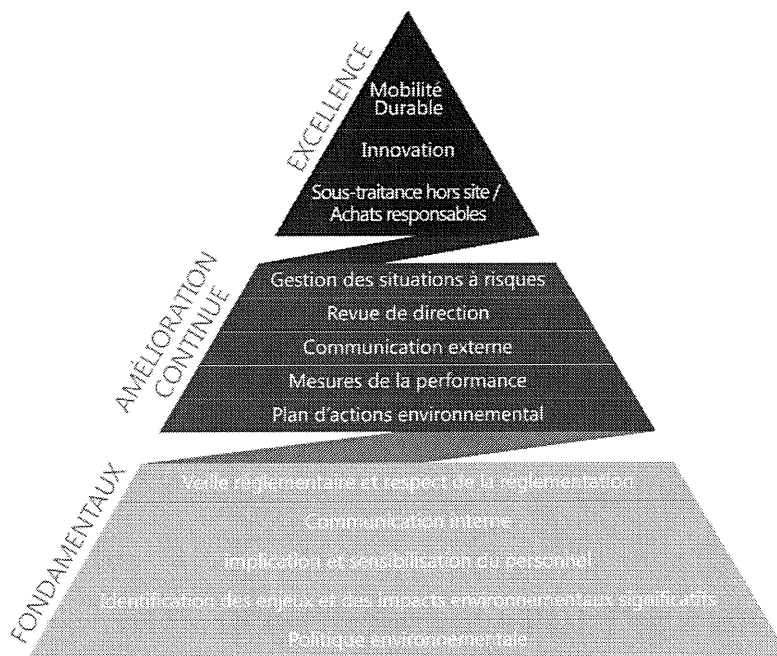 EXCELLENCE
Mobilité
Durable
Innovation
Sous-traitance hors site /
Achats responsables
AMÉLIORATION
CONTINUE
Gestion des situations à risques
Revue de direction
Communication externe
Mesures de la performance
Plan d'actions environnemental
FONDAMENTAUX
Veille réglementaire et respect de la réglementation
Communication interne
Implication et sensibilisation du personnel
Identification des enjeux et des impacts environnementaux significatifs
Politique environnementale